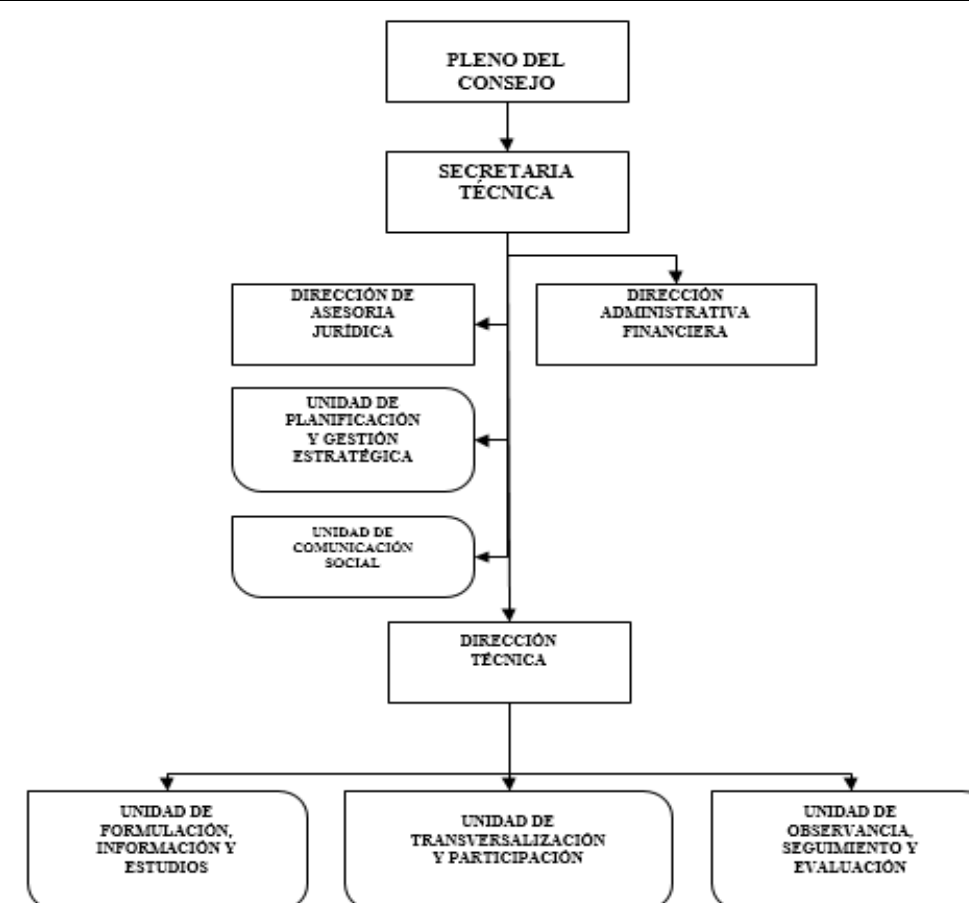 PLENO DEL
CONSEJO
SECRETARIA
TÉCNICA
DIRECCIÓN DE
ASESORIA
JURÍDICA
DIRECCIÓN
ADMINISTRATIVA
FINANCIERA
UNIDAD DE
PLANIFICACIÓN
Y GESTIÓN
ESTRATÉGICA
UNIDAD DE
COMUNICACIÓN
SOCIAL
DIRECCIÓN
TÉCNICA
UNIDAD DE
FORMULACIÓN,
INFORMACIÓN Y
ESTUDIOS
UNIDAD DE
TRANSVERSALIZACIÓN
Y PARTICIPACIÓN
UNIDAD DE
OBSERVANCIA,
SEGUIMIENTO Y
EVALUACIÓN